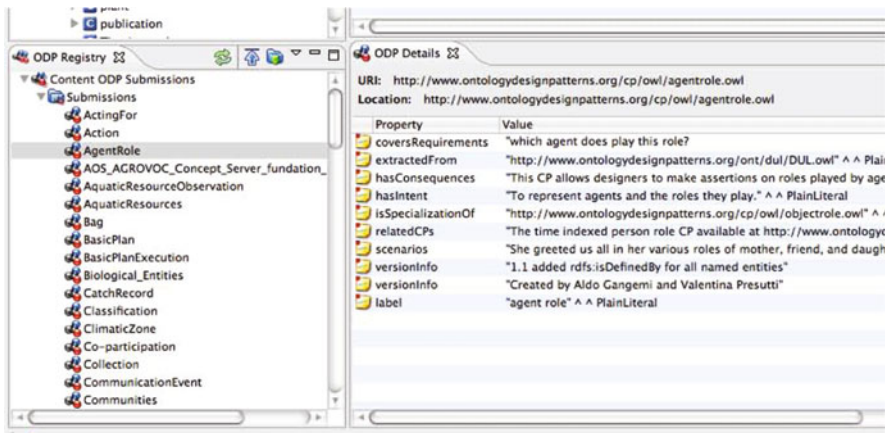 publication
ODP Registry
Content ODP Submissions
Submissions
ActingFor
Action
AgentRole
AOS_AGROVOC_Concept_Server_fundation_
AquaticResourceObservation
AquaticResources
Bag
BasicPlan
BasicPlanExecution
Biological_Entities
CatchRecord
Classification
ClimaticZone
Co-participation
Collection
CommunicationEvent
Communities
ODP Details
URI: http://www.ontologydesignpatterns.org/cp/owl/agentrole.owl
Location: http://www.ontologydesignpatterns.org/cp/owl/agentrole.owl
Property Value
coversRequirements "which agent does play this role?
extractedFrom "http://www.ontologydesignpatterns.org/ont/dul/DUL.owl" ^ ^ Plai
hasConsequences "This CP allows designers to make assertions on roles played by age
hasIntent "To represent agents and the roles they play." ^ ^ PlainLiteral
isSpecializationOf "http://www.ontologydesignpatterns.org/cp/owl/objectrole.owl" ^
relatedCPs "The time indexed person role CP available at http://www.ontologyd
scenarios "She greeted us all in her various roles of mother, friend, and daugh
versionInfo "1.1 added rdfs:isDefinedBy for all named entities"
versionInfo "Created by Aldo Gangemi and Valentina Presutti"
label "agent role" ^ ^ PlainLiteral